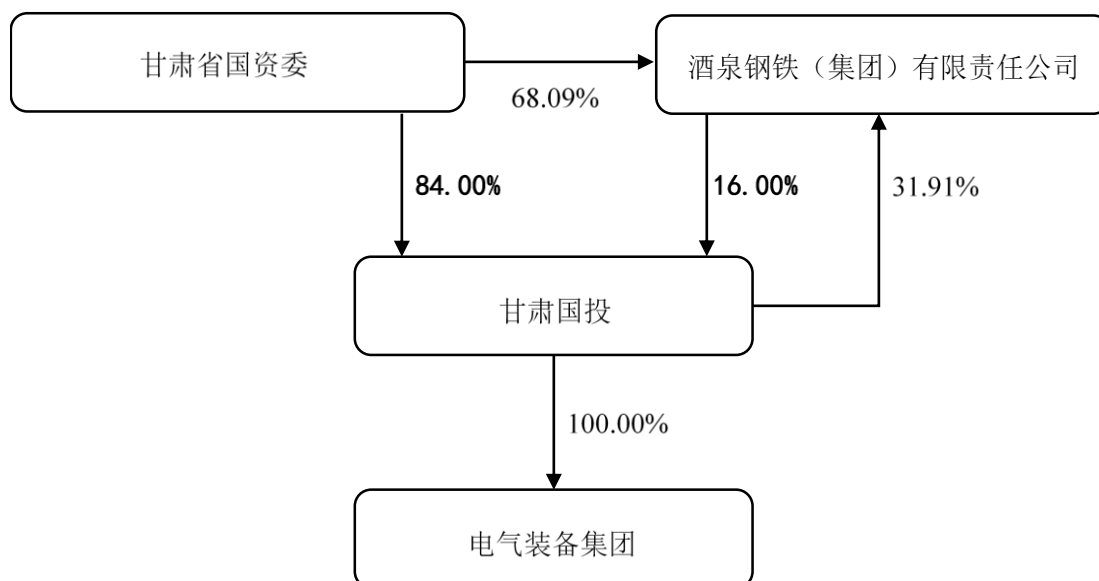 甘肃省国资委
酒泉钢铁（集团）有限责任公司
68.09%
84.00%
16.00%
31.91%
甘肃国投
100.00%
电气装备集团